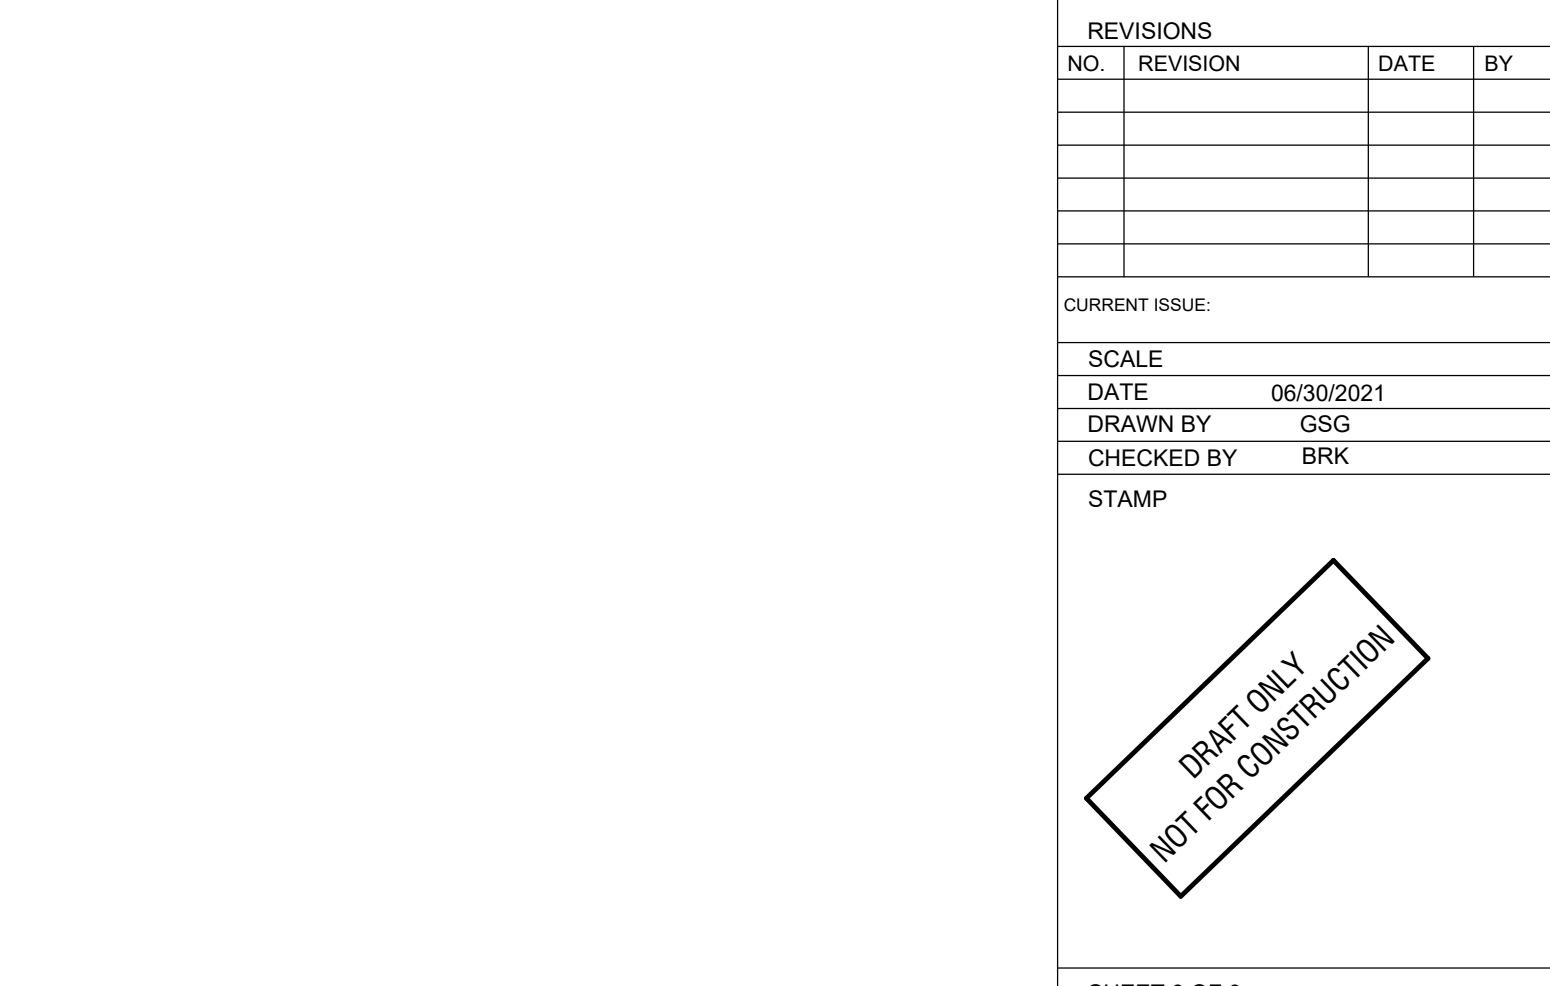 REVISIONS
NO. REVISION DATE BY
CURRENT ISSUE:
SCALE
DATE 06/30/2021
DRAWN BY GSG
CHECKED BY BRK
STAMP
DRAFT ONLY
NOT FOR CONSTRUCTION
SHEET